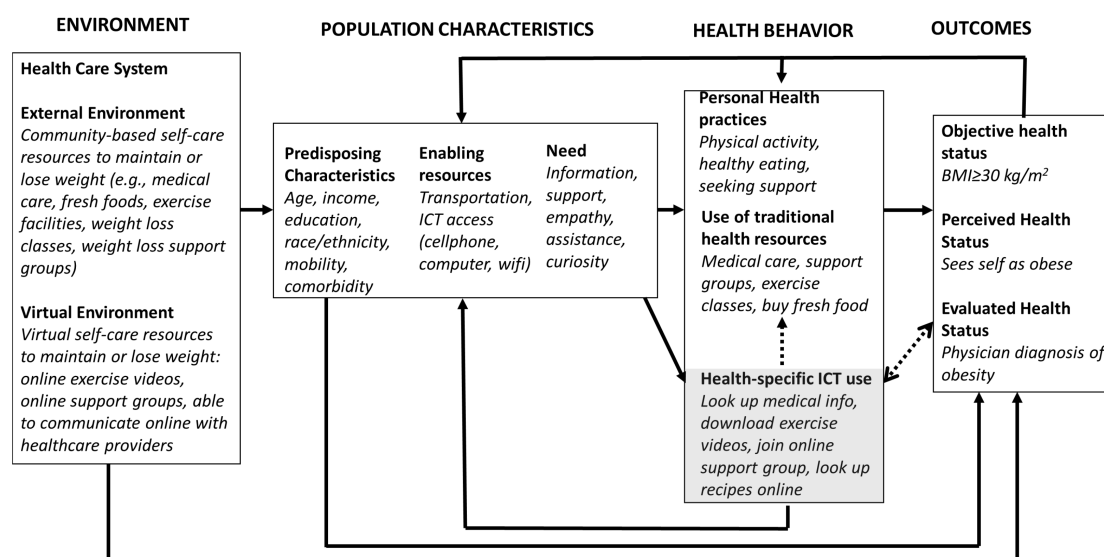 ENVIRONMENT
POPULATION CHARACTERISTICS
HEALTH BEHAVIOR
OUTCOMES
Health Care System
External Environment
Community-based self-care
resources to maintain or
lose weight (e.g., medical
care, fresh foods, exercise
facilities, weight loss
classes, weight loss support
groups)
Virtual Environment
Virtual self-care resources
to maintain or lose weight:
online exercise videos,
online support groups, able
to communicate online with
healthcare providers
Predisposing
Characteristics
Age, income,
education,
race/ethnicity,
mobility,
comorbidity
Enabling
resources
Transportation,
ICT access
(cellphone,
computer, wifi)
Need
Information,
support,
empathy,
assistance,
curiosity
Personal Health
practices
Physical activity,
healthy eating,
seeking support
Use of traditional
health resources
Medical care, support
groups, exercise
classes, buy fresh food
Health-specific ICT use
Look up medical info,
download exercise
videos, join online
support group, look up
recipes online
Objective health
status
BMI≥30 kg/m²
Perceived Health
Status
Sees self as obese
Evaluated Health
Status
Physician diagnosis of
obesity